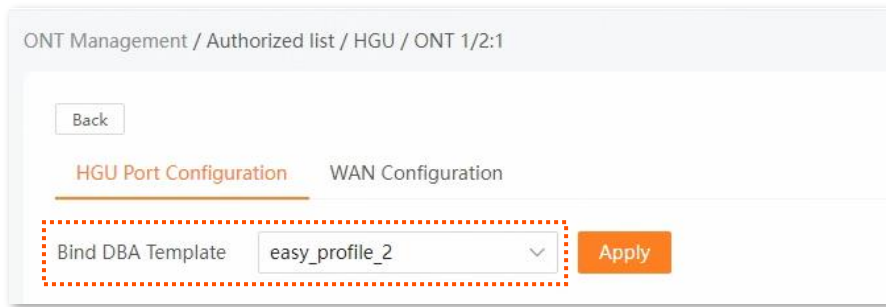 ONT Management / Authorized list / HGU / ONT 1/2:1
Back
HGU Port Configuration WAN Configuration
Bind DBA Template easy_profile_2 Apply